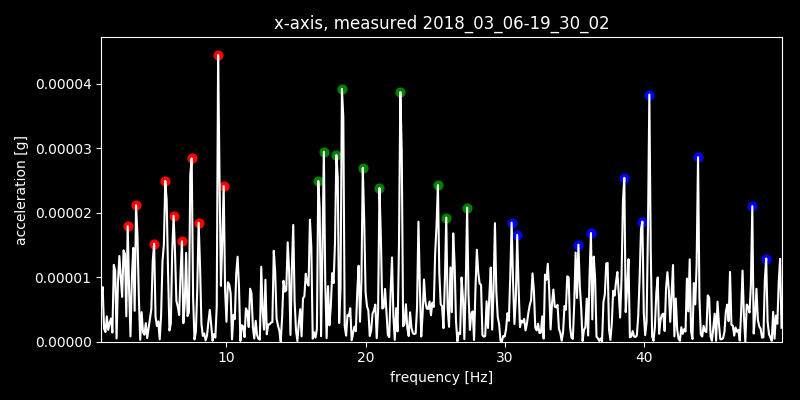 x-axis, measured 2018_03_06-19_30_02
0.00004
0.00003
0.00002
0.00001
0.00000
acceleration [g]
10 20 30 40
frequency [Hz]